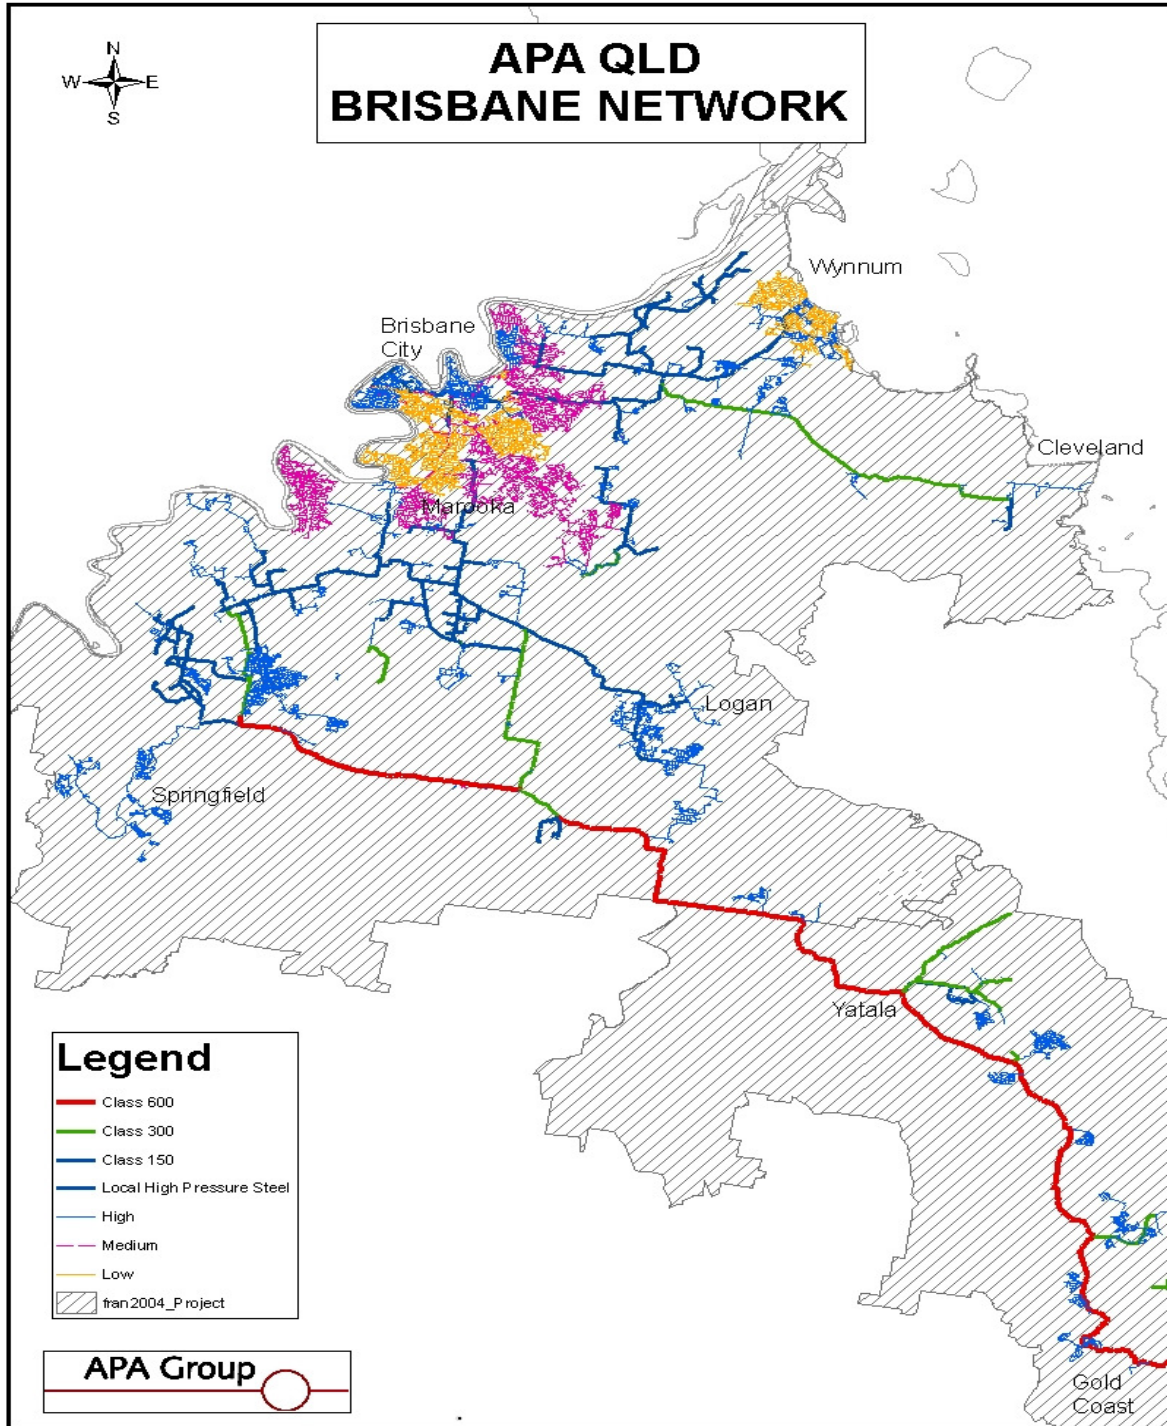 APA QLD
BRISBANE NETWORK
N
W E
S
Wynnum
Brisbane
City
Cleveland
Marooka
Logan
Springfield
Yatala
Legend
Class 600
Class 300
Class 150
Local High Pressure Steel
High
Medium
Low
fran2004_Project
APA Group
Gold
Coast